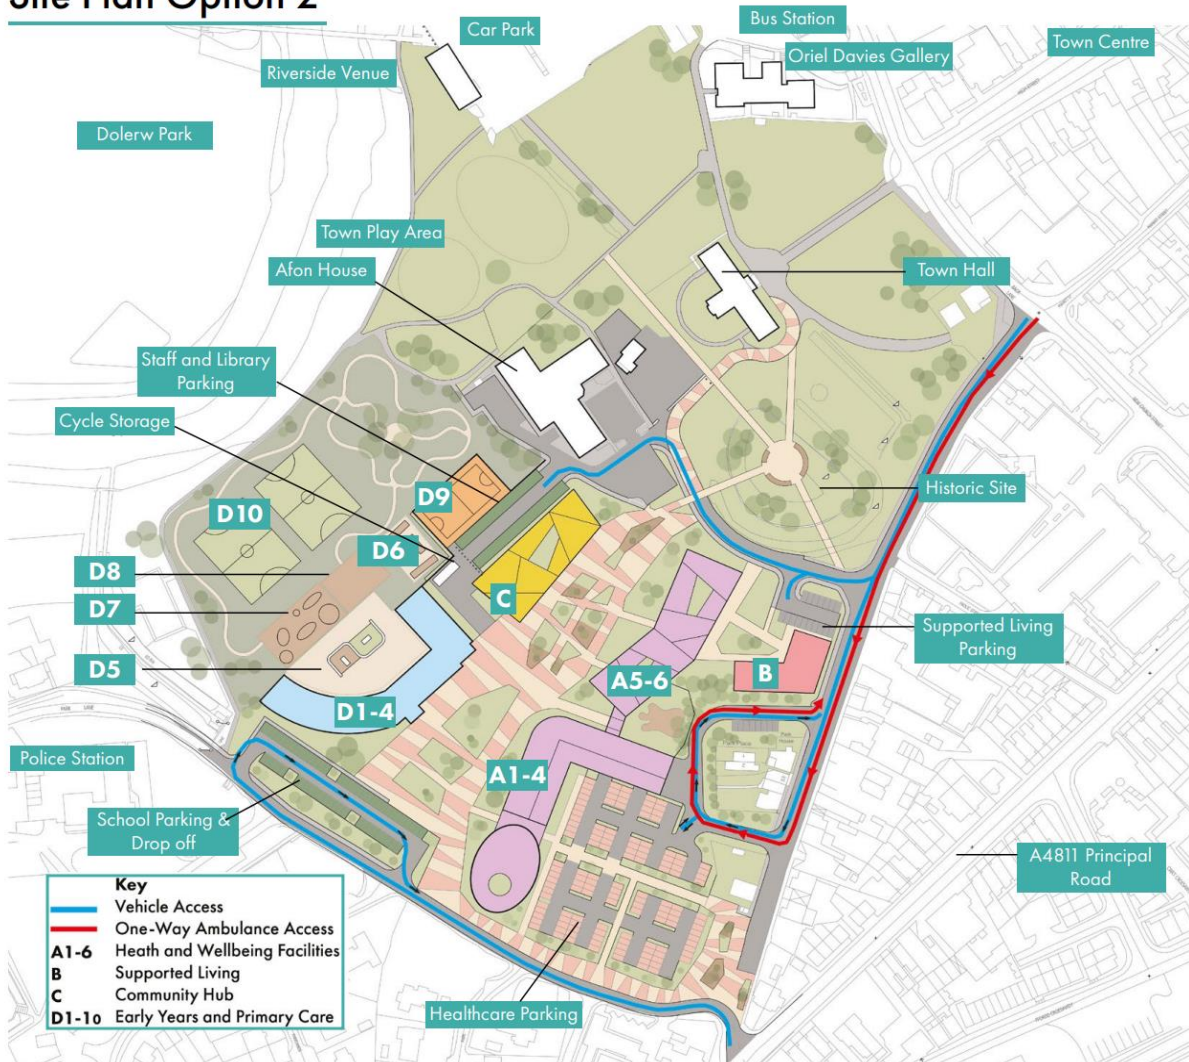 Site Plan Option 2
Bus Station
Car Park
Oriel Davies Gallery
Town Centre
Riverside Venue
Dolerw Park
Town Play Area
Afon House
Town Hall
Staff and Library
Parking
Cycle Storage
D9
Historic Site
D10
D6
D8
C
D7
Supported Living
Parking
D5
B
A5-6
D1-4
Police Station
A1-4
School Parking &
Drop off
A4811 Principal
Road
Healthcare Parking
Key
Vehicle Access
One-Way Ambulance Access
A1-6 Heath and Wellbeing Facilities
B Supported Living
C Community Hub
D1-10 Early Years and Primary Care